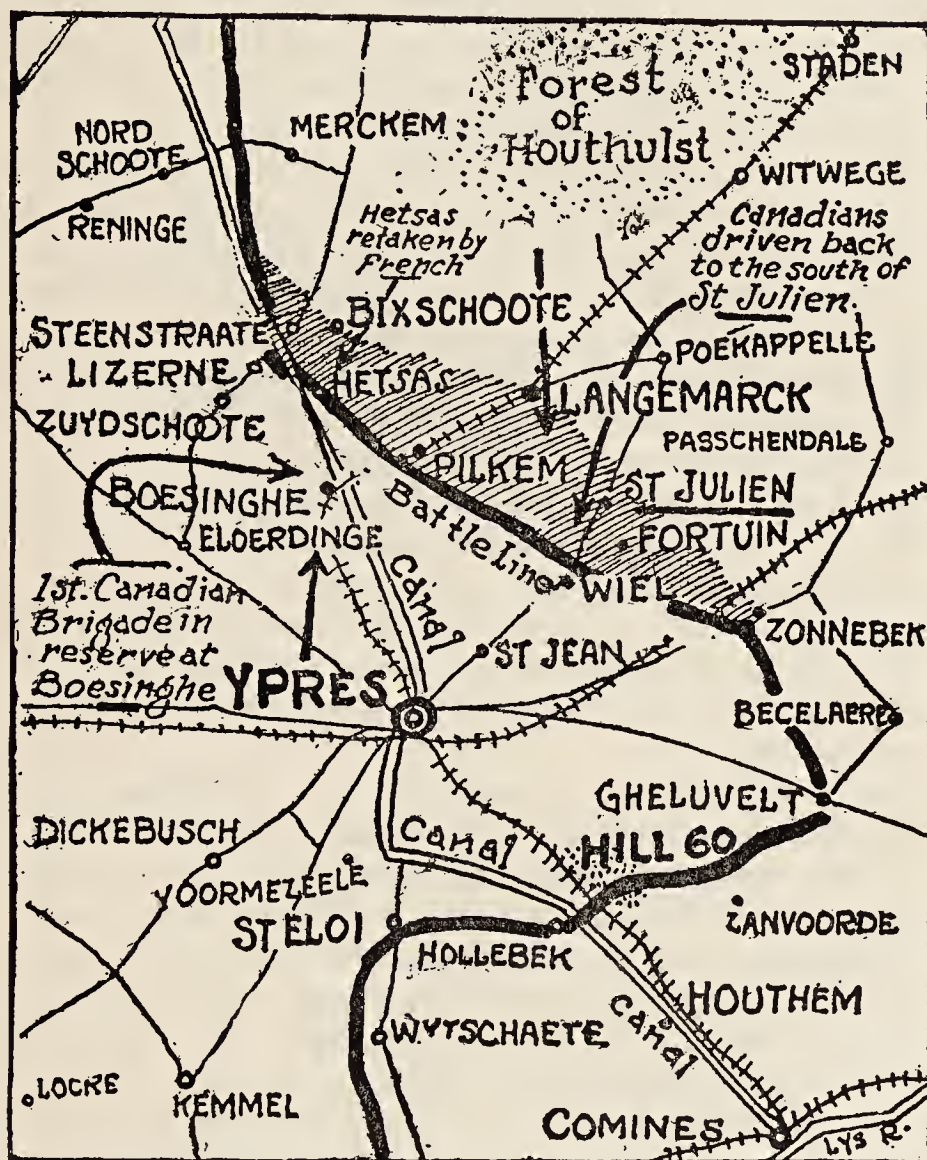 Forest
of
Houthulst
STADEN
NORD
SCHOOTE
MERCKEM
WITWEGE
RENINGE
Hetsas
retaken by
French
Canadians
driven back
to the south of
St Julien.
BIXSCHOOTE
STEENSTRAATE
LIZERNE
HETSAS
POEKAPPELLE
LANGEMARCK
ZUYDSCHOOTE
PASSCHENDALE
PILKEM
ST JULIEN
BOESINGHE
Battle line
FORTUIN
ELOERDINGE
Canal
WIEL
1st. Canadian
Brigade in
reserve at
Boesinghe
ZONNEBEK
ST JEAN
YPRES
BECELAERE
GHELUVELT
DICKEBUSCH
Canal
HILL 60
VOORMEZEELE
ST ELOI
ZANVOORDE
HOLLEBEK
HOUTHEM
WYTSCHAETE
Canal
LOCRE
KEMMEL
COMINES
LYS R.